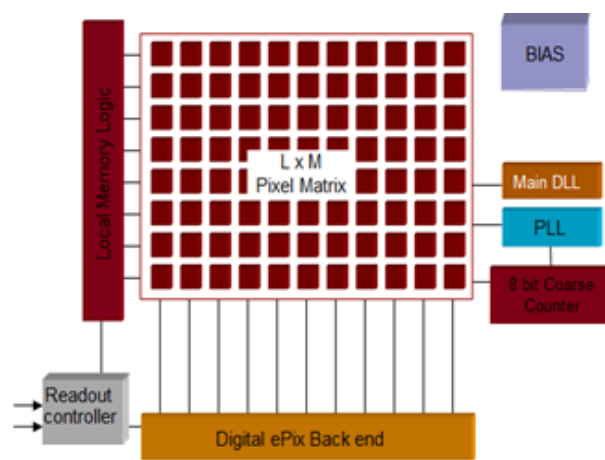 BIAS
Local Memory Logic
L x M
Pixel Matrix
Main DLL
PLL
8 bit Coarse
Counter
Readout
controller
Digital ePix Back end